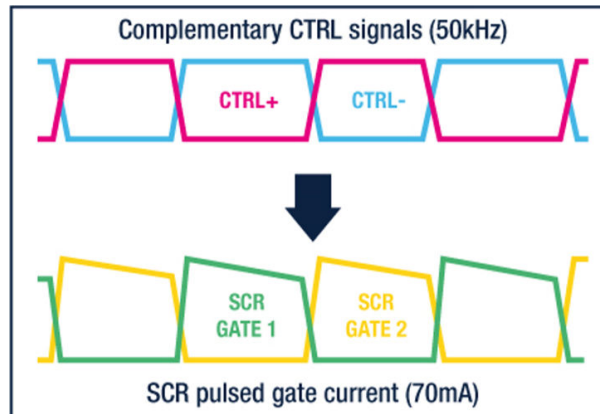 Complementary CTRL signals (50kHz)
CTRL+
CTRL-
SCR
GATE 1
SCR
GATE 2
SCR pulsed gate current (70mA)